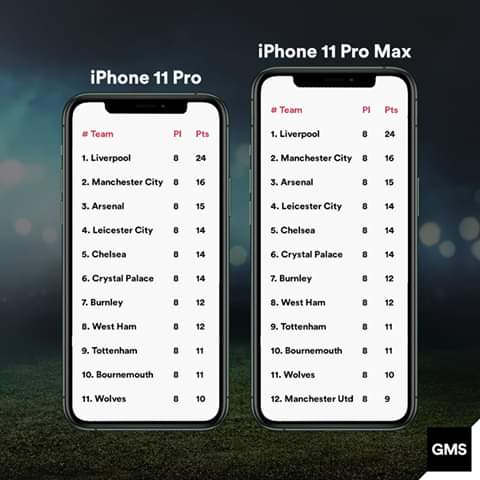 iPhone 11 Pro
# Team Pl Pts
1. Liverpool 8 24
2. Manchester City 8 16
3. Arsenal 8 15
4. Leicester City 8 14
5. Chelsea 8 14
6. Crystal Palace 8 14
7. Burnley 8 12
8. West Ham 8 12
9. Tottenham 8 11
10. Bournemouth 8 11
11. Wolves 8 10
iPhone 11 Pro Max
# Team Pl Pts
1. Liverpool 8 24
2. Manchester City 8 16
3. Arsenal 8 15
4. Leicester City 8 14
5. Chelsea 8 14
6. Crystal Palace 8 14
7. Burnley 8 12
8. West Ham 8 12
9. Tottenham 8 11
10. Bournemouth 8 11
11. Wolves 8 10
12. Manchester Utd 8 9
GMS